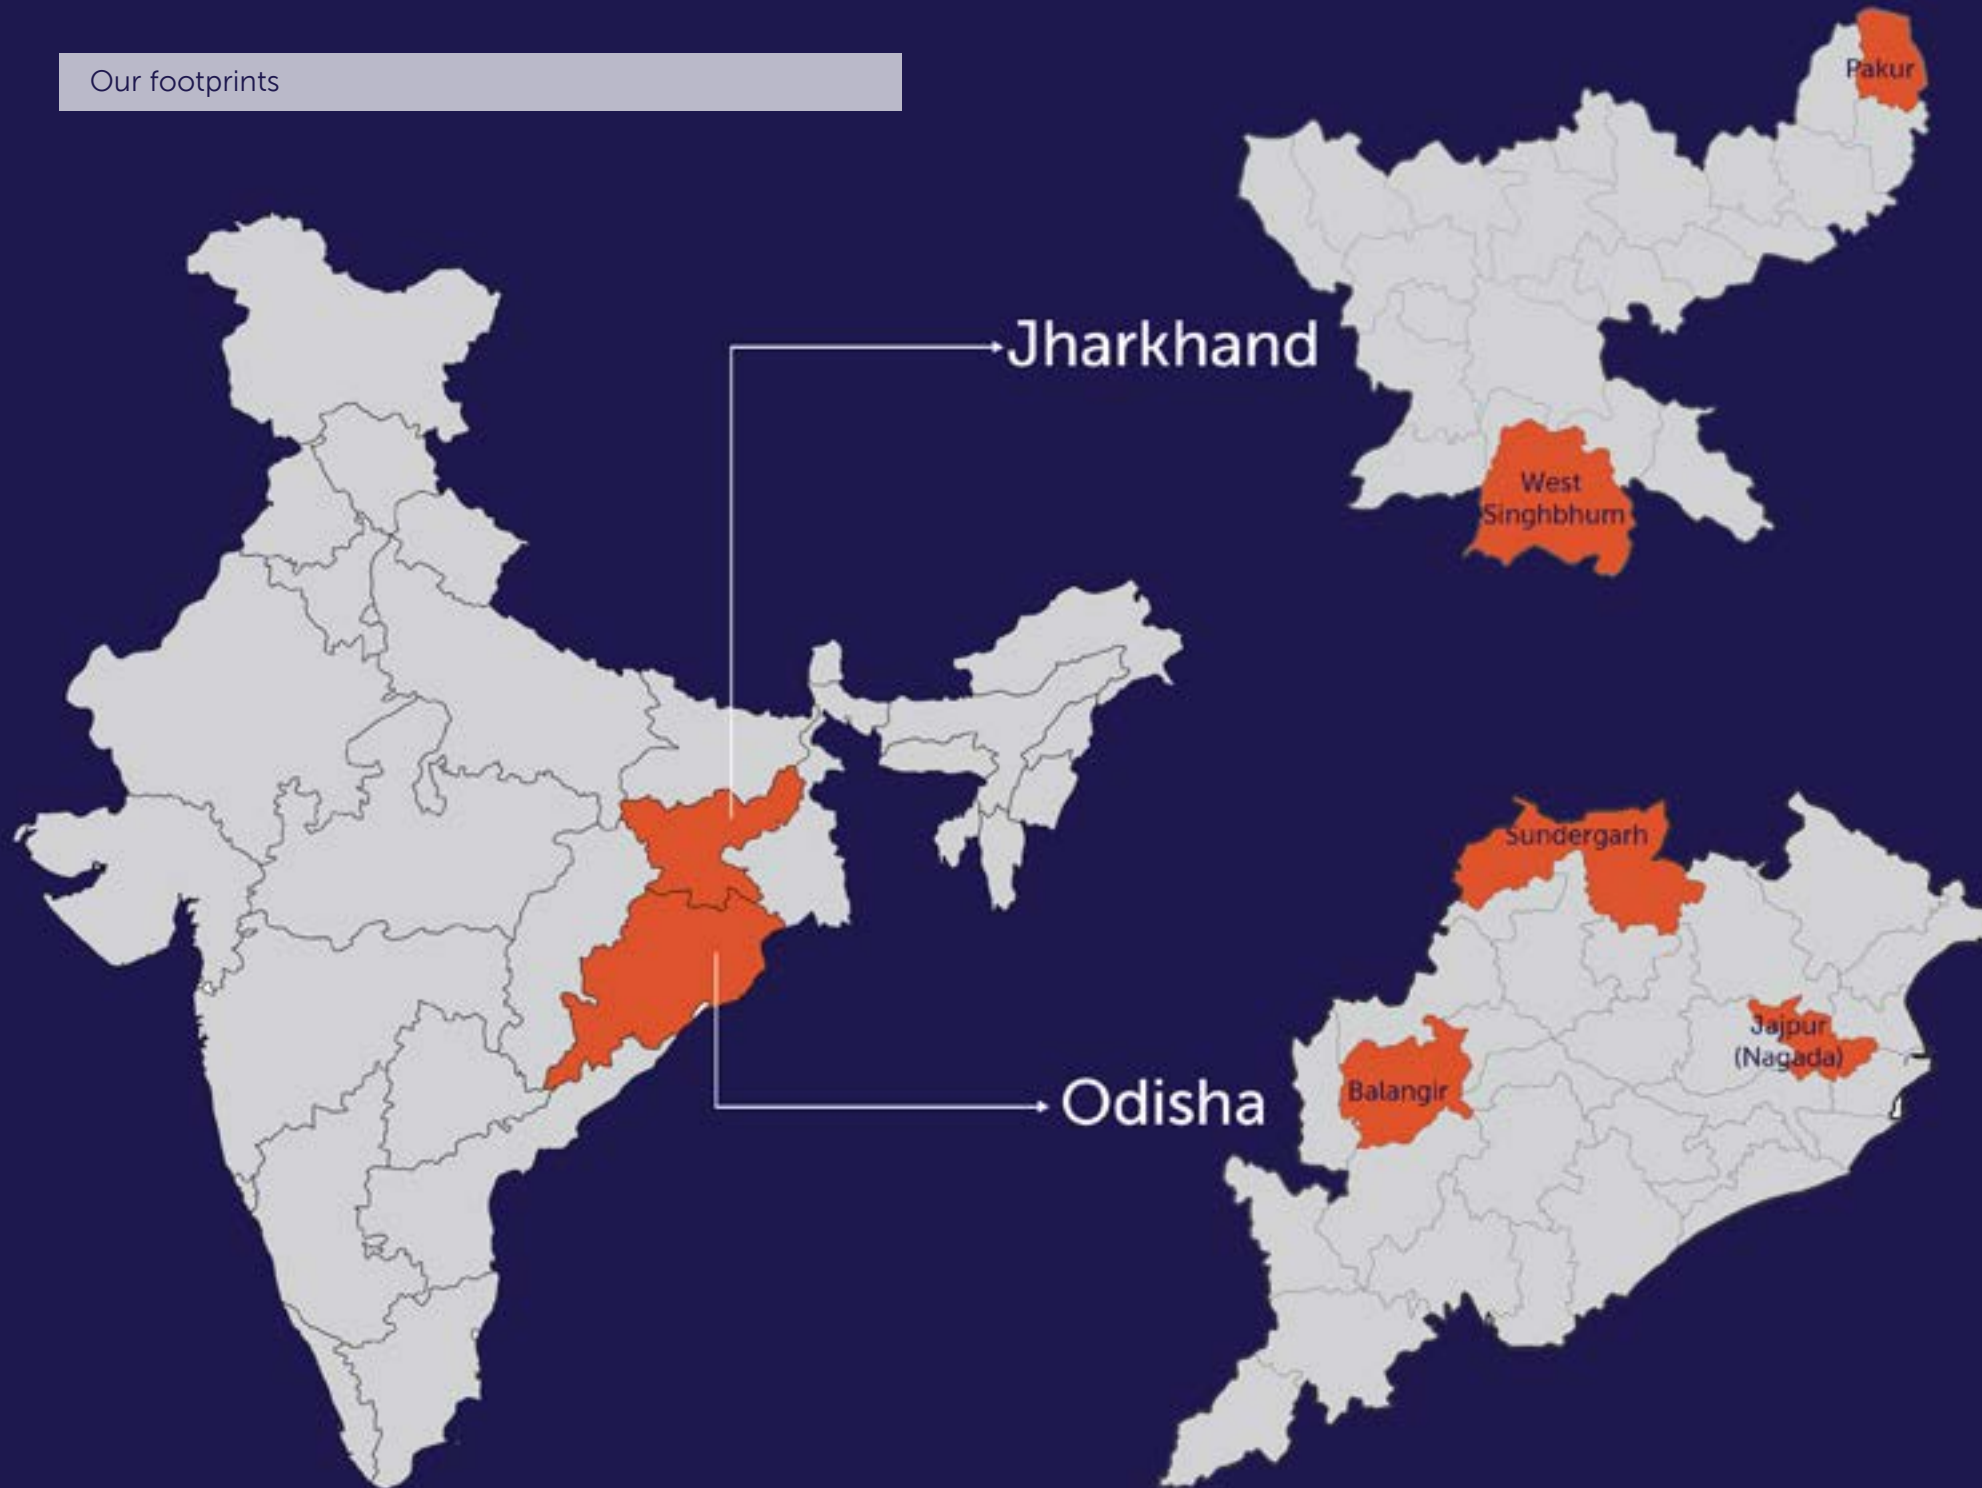 Our footprints
Pakur
Jharkhand
West
Singhbhum
Sundergarh
Jajpur
(Nagada)
Balangir
Odisha